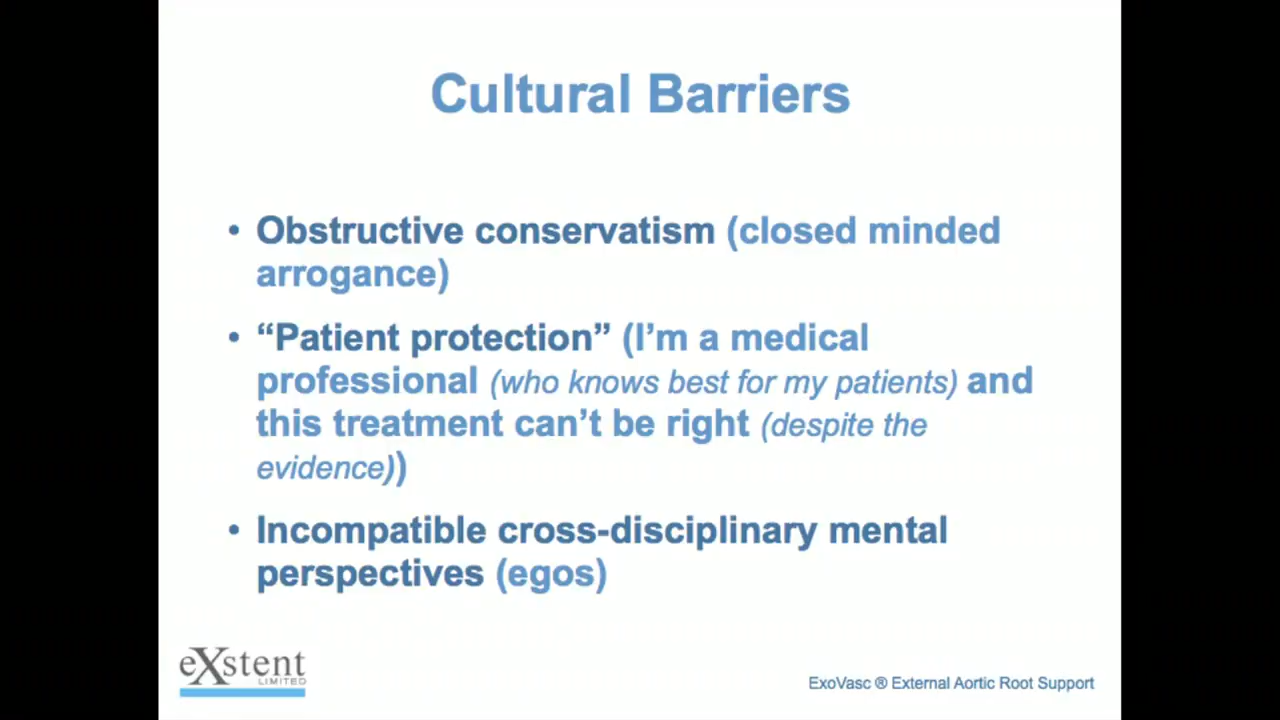 Cultural Barriers
• Obstructive conservatism (closed minded
arrogance)
• “Patient protection” (I’m a medical
professional (who knows best for my patients) and
this treatment can’t be right (despite the
evidence))
• Incompatible cross-disciplinary mental
perspectives (egos)
eXstent
LIMITED
ExoVasc ® External Aortic Root Support